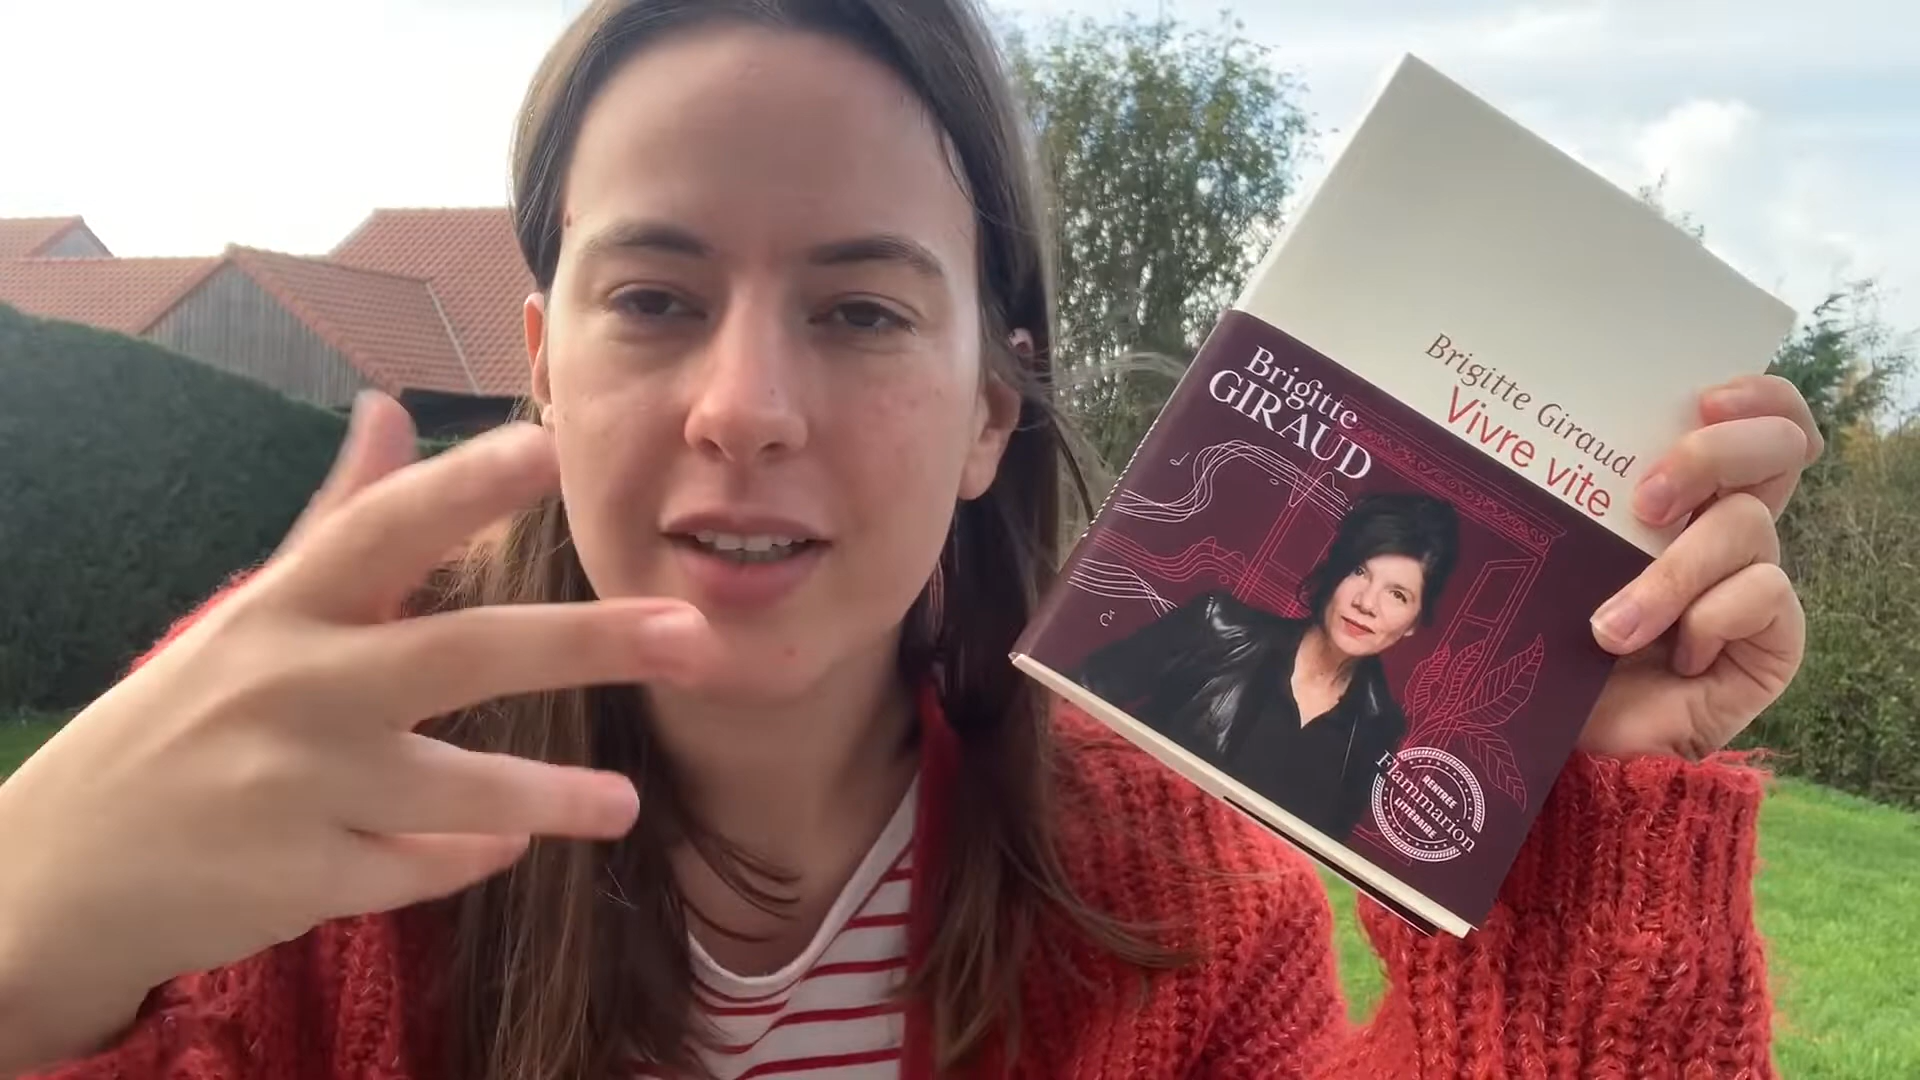 Brigitte Giraud
Vivre vite
Brigitte
GIRAUD
RENTRÉE
Flammarion
LITTÉRAIRE